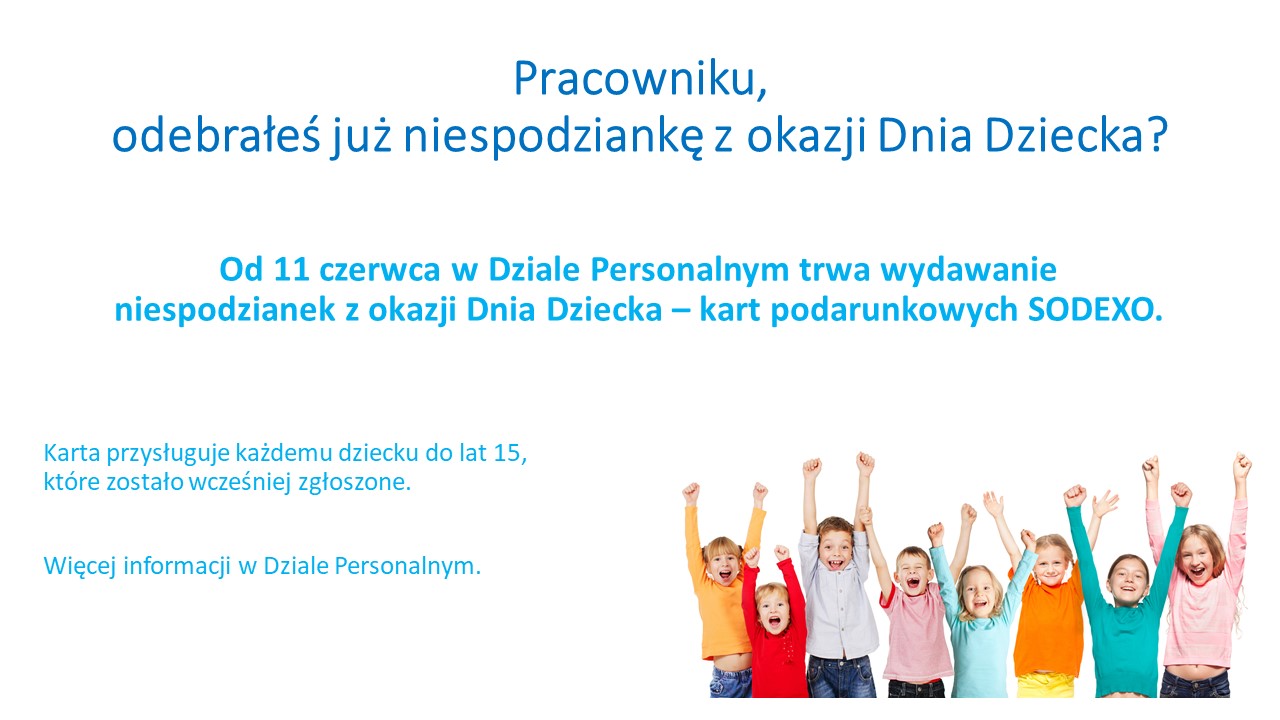 Pracowniku,
odebrałeś już niespodziankę z okazji Dnia Dziecka?
Od 11 czerwca w Dziale Personalnym trwa wydawanie
niespodzianek z okazji Dnia Dziecka – kart podarunkowych SODEXO.
Karta przysługuje każdemu dziecku do lat 15,
które zostało wcześniej zgłoszone.
Więcej informacji w Dziale Personalnym.